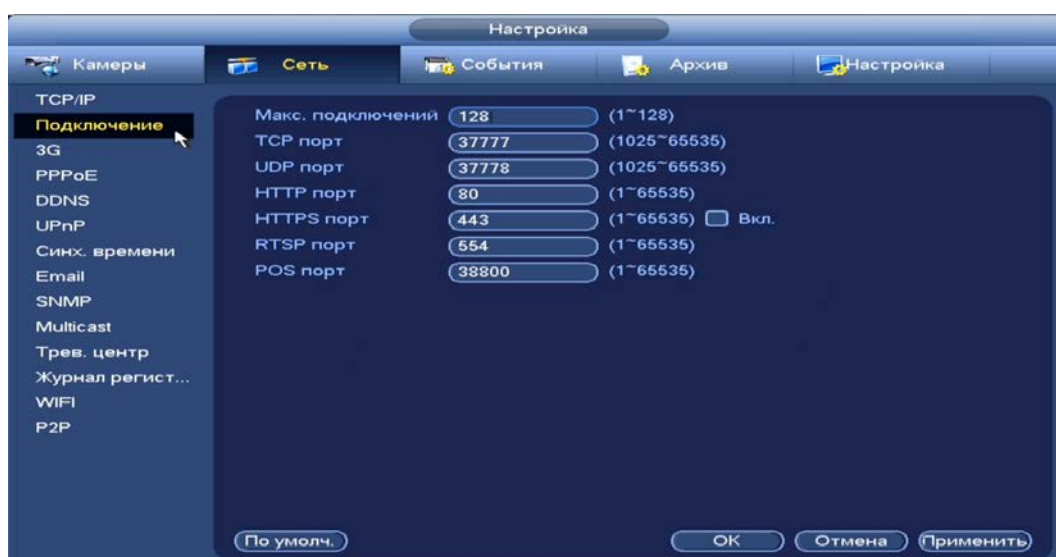 Настройка
Камеры Сеть События Архив Настройка
TCP/IP
Подключение
3G
PPPoE
DDNS
UPnP
Синх. времени
Email
SNMP
Multicast
Трев. центр
Журнал регист...
WIFI
P2P
Макс. подключений 128 (1~128)
TCP порт 37777 (1025~65535)
UDP порт 37778 (1025~65535)
HTTP порт 80 (1~65535)
HTTPS порт 443 (1~65535) Вкл.
RTSP порт 554 (1~65535)
POS порт 38800 (1~65535)
По умолч. OK Отмена Применить